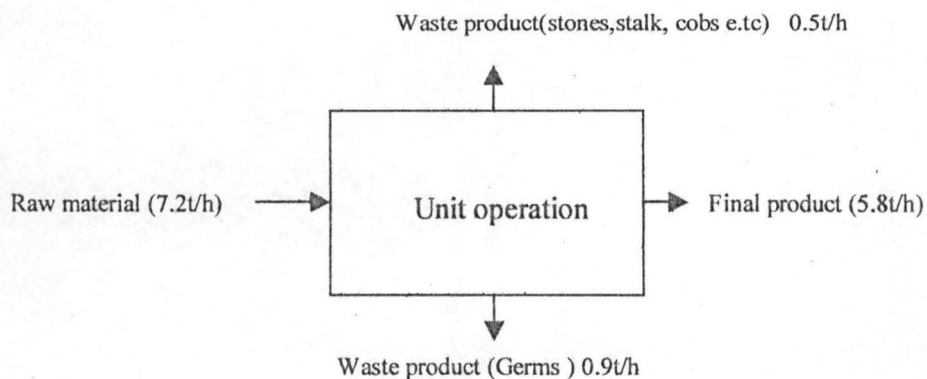 Waste product(stones,stalk, cobs e.tc) 0.5t/h
Raw material (7.2t/h)
Unit operation
Final product (5.8t/h)
Waste product (Germs ) 0.9t/h